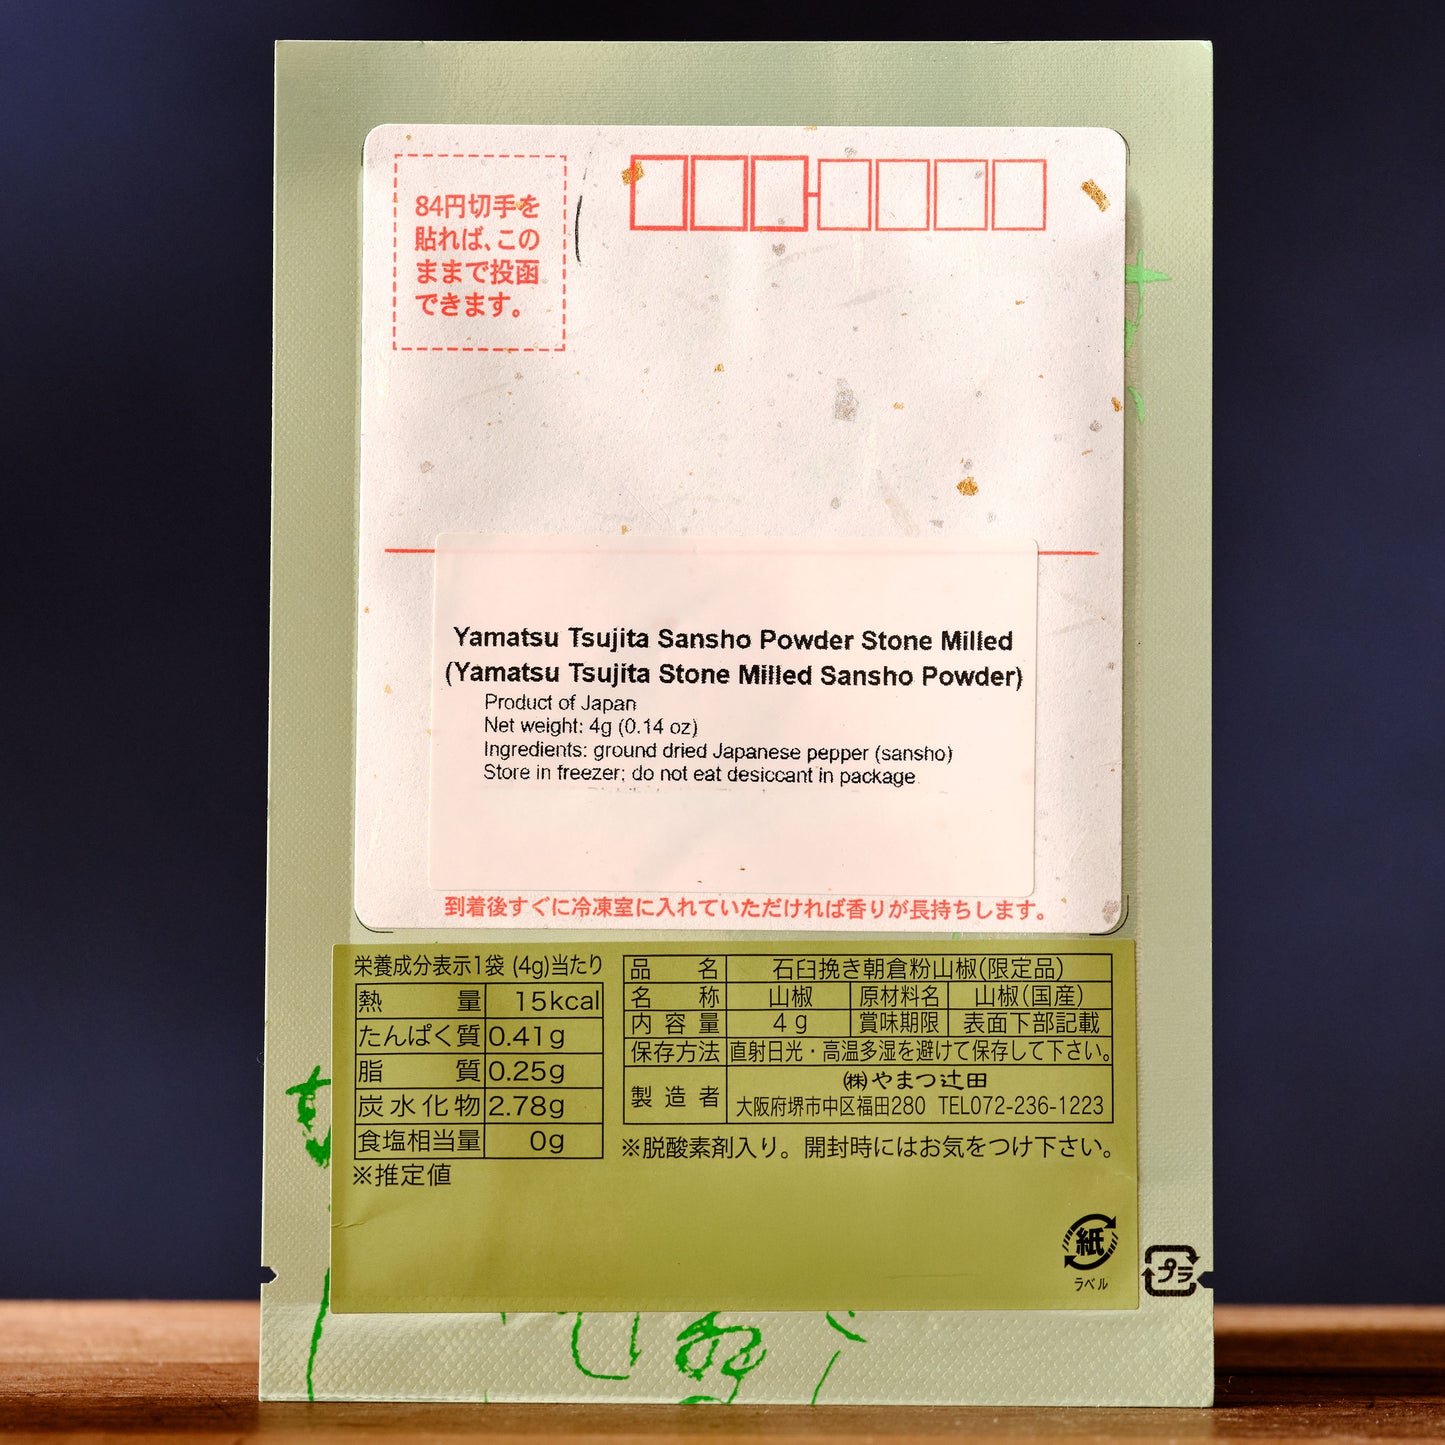 84円切手を
貼れば、この
ままで投函
できます。
Yamatsu Tsujita Sansho Powder Stone Milled
(Yamatsu Tsujita Stone Milled Sansho Powder)
Product of Japan
Net weight: 4g (0.14 oz)
Ingredients: ground dried Japanese pepper (sansho)
Store in freezer; do not eat desiccant in package
到着後すぐに冷凍室に入れていただければ香りが長持ちします。
栄養成分表示1袋 (4g)当たり
熱量 15kcal
たんぱく質 0.41g
脂質 0.25g
炭水化物 2.78g
食塩相当量 0g
※推定値
品名 石臼挽き朝倉粉山椒(限定品)
名称 山椒 原材料名 山椒(国産)
内容量 4g 賞味期限 表面下部記載
保存方法 直射日光・高温多湿を避けて保存して下さい。
製造者 ㈱やまつ辻田
大阪府堺市中区福田280 TEL072-236-1223
※脱酸素剤入り。開封時にはお気をつけ下さい。
紙
ラベル
プラ